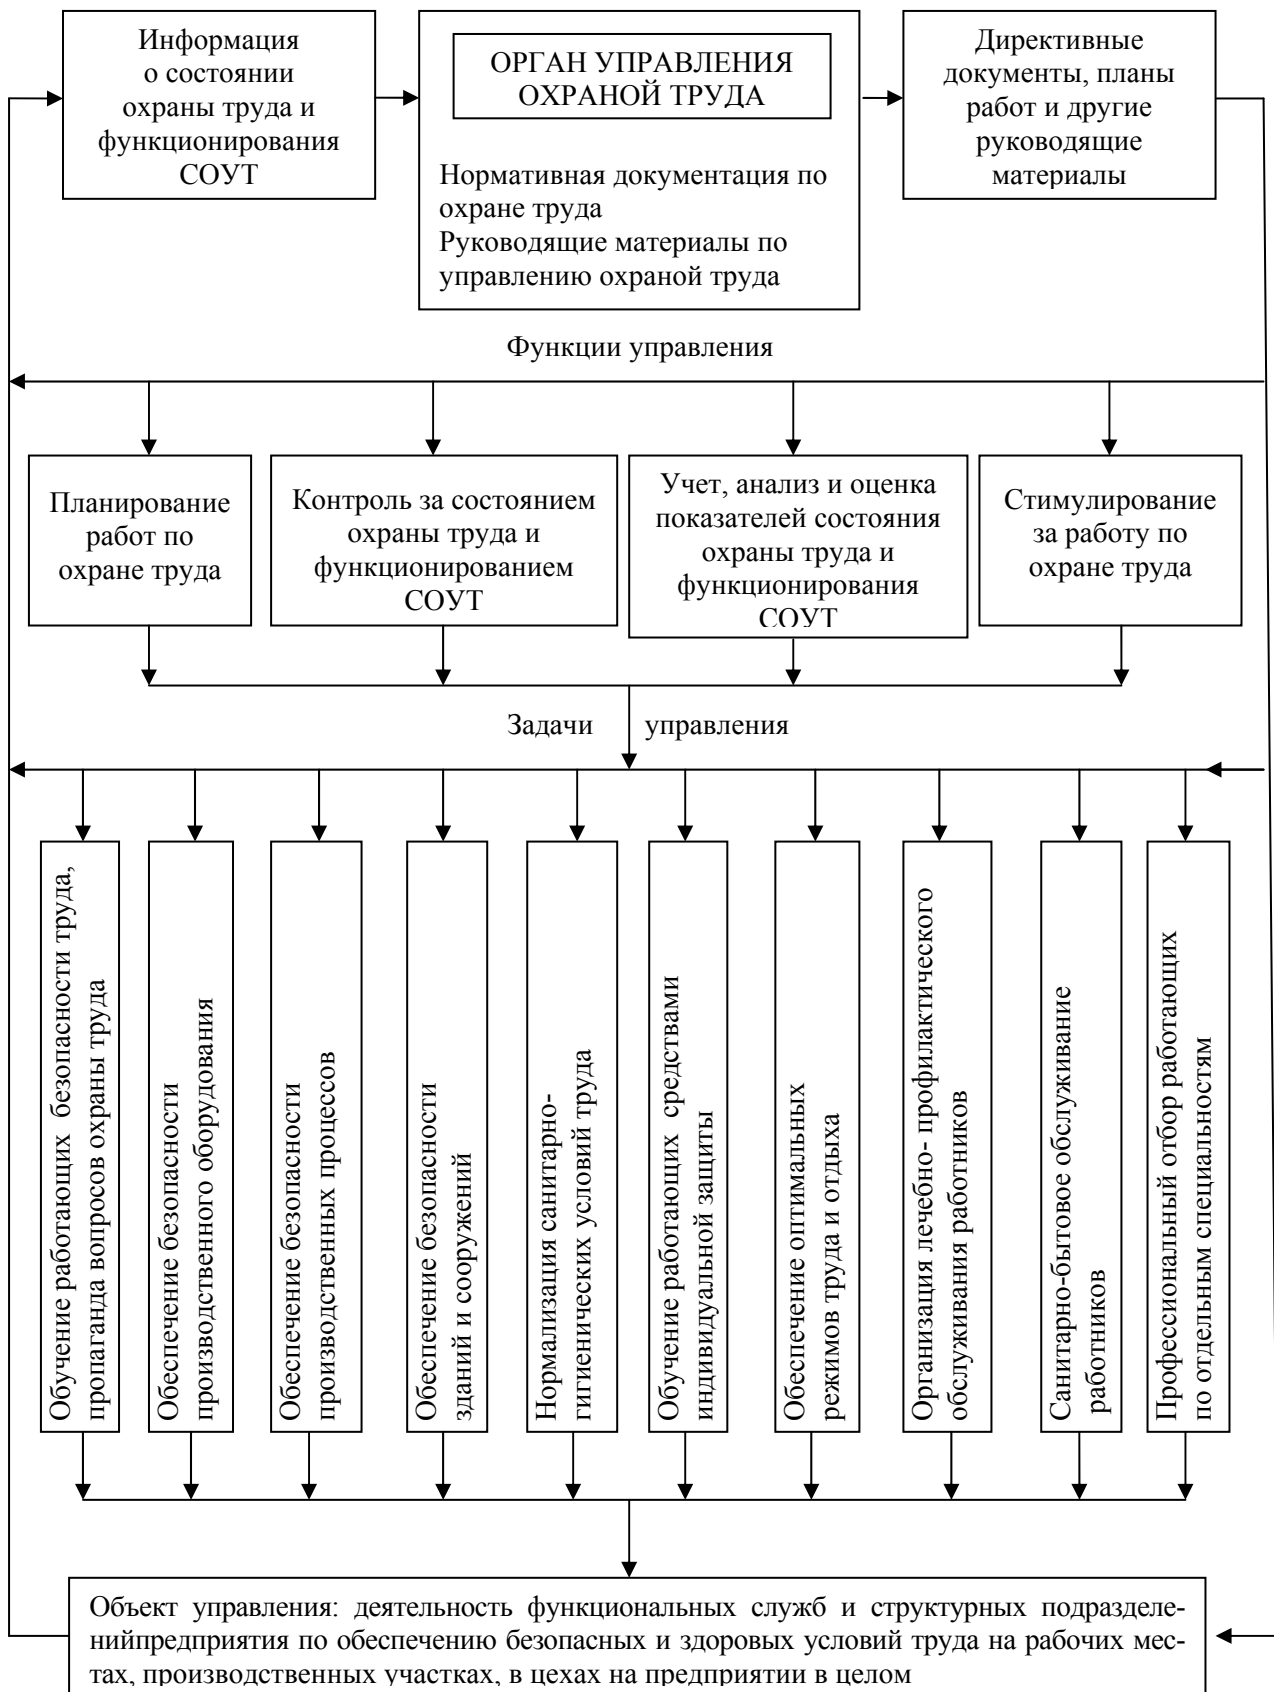 Информация
о состоянии
охраны труда и
функционирования
СОУТ
ОРГАН УПРАВЛЕНИЯ
ОХРАНОЙ ТРУДА
Нормативная документация по
охране труда
Руководящие материалы по
управлению охраной труда
Директивные
документы, планы
работ и другие
руководящие
материалы
Функции управления
Планирование
работ по
охране труда
Контроль за состоянием
охраны труда и
функционированием
СОУТ
Учет, анализ и оценка
показателей состояния
охраны труда и
функционирования
СОУТ
Стимулирование
за работу по
охране труда
Задачи управления
Обучение работающих безопасности труда,
пропаганда вопросов охраны труда
Обеспечение безопасности
производственного оборудования
Обеспечение безопасности
производственных процессов
Обеспечение безопасности
зданий и сооружений
Нормализация санитарно-
гигиенических условий труда
Обучение работающих средствами
индивидуальной защиты
Обеспечение оптимальных
режимов труда и отдыха
Организация лечебно- профилактического
обслуживания работников
Санитарно-бытовое обслуживание
работников
Профессиональный отбор работающих
по отдельным специальностям
Объект управления: деятельность функциональных служб и структурных подразделе-
нийпредприятия по обеспечению безопасных и здоровых условий труда на рабочих мес-
тах, производственных участках, в цехах на предприятии в целом